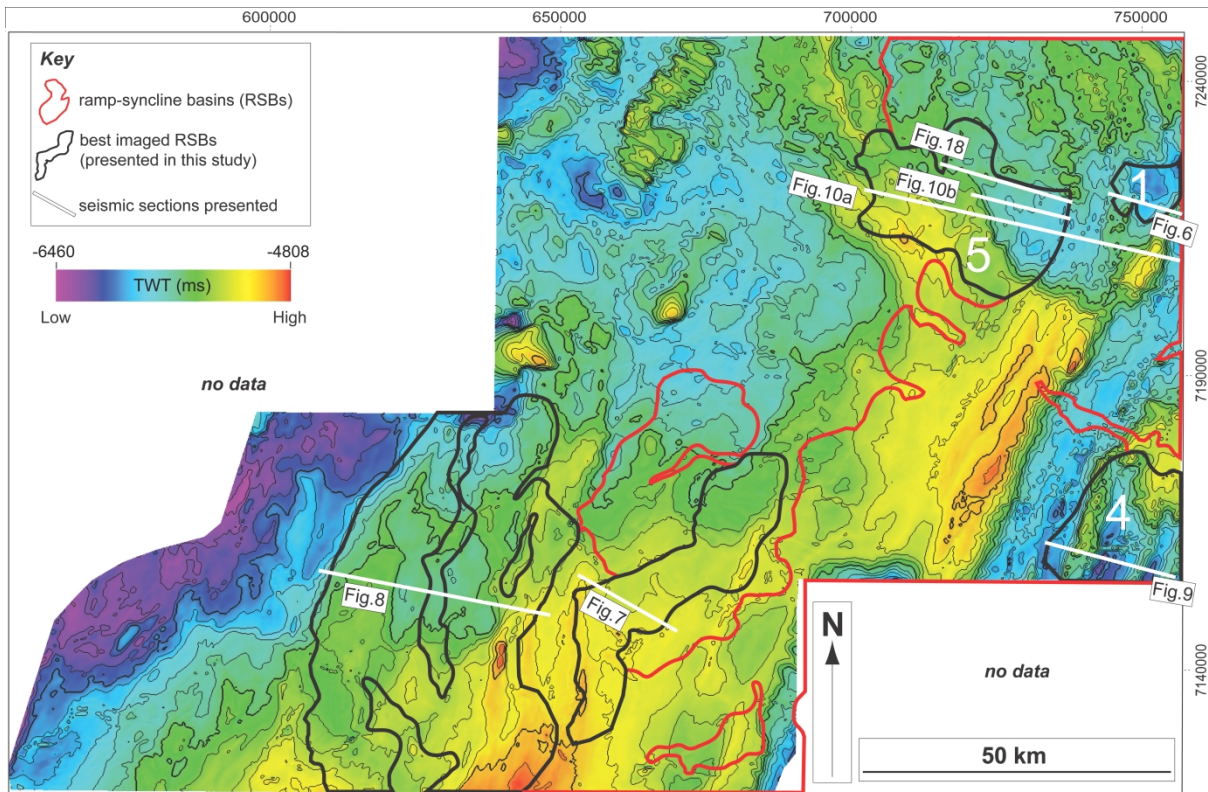 600000
650000
700000
750000
Key
ramp-syncline basins (RSBs)
best imaged RSBs
(presented in this study)
seismic sections presented
-6460
-4808
TWT (ms)
Low
High
no data
7240000
7190000
7140000
Fig.18
Fig.10a
Fig.10b
1
Fig.6
5
4
Fig.9
Fig.8
Fig.7
N
no data
50 km